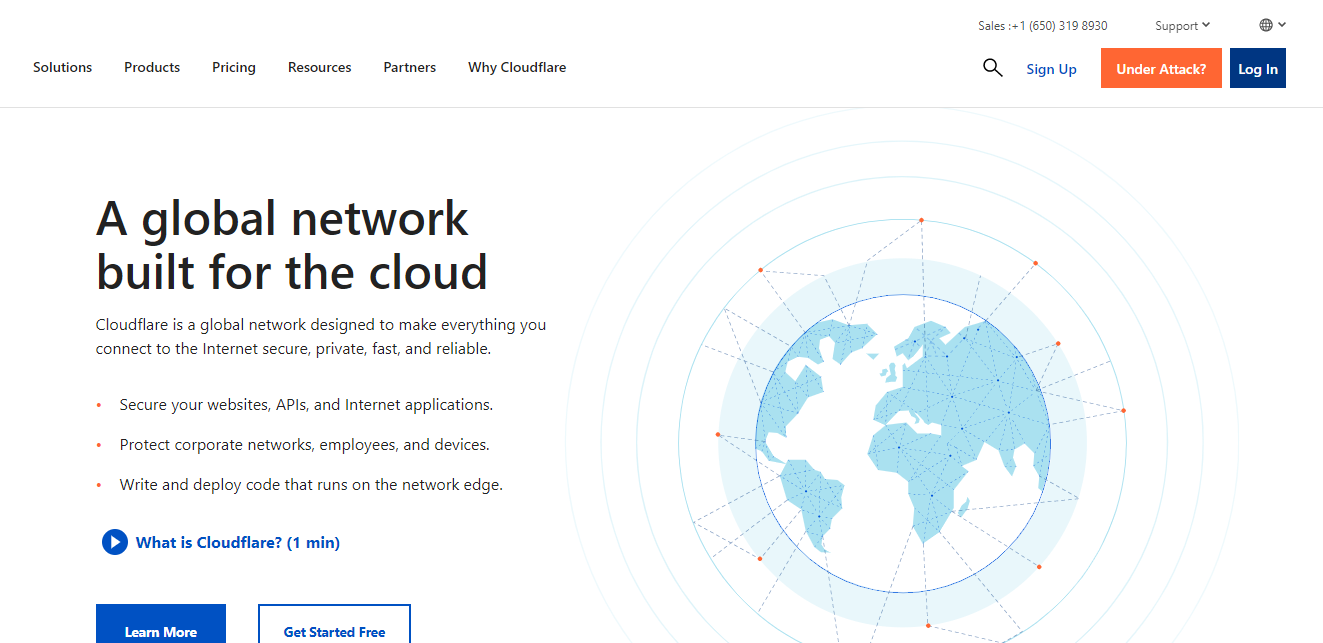 Sales :+1 (650) 319 8930
Support
Solutions
Products
Pricing
Resources
Partners
Why Cloudflare
Sign Up
Under Attack?
Log In
A global network
built for the cloud
Cloudflare is a global network designed to make everything you
connect to the Internet secure, private, fast, and reliable.
Secure your websites, APIs, and Internet applications.
Protect corporate networks, employees, and devices.
Write and deploy code that runs on the network edge.
What is Cloudflare? (1 min)
Learn More
Get Started Free